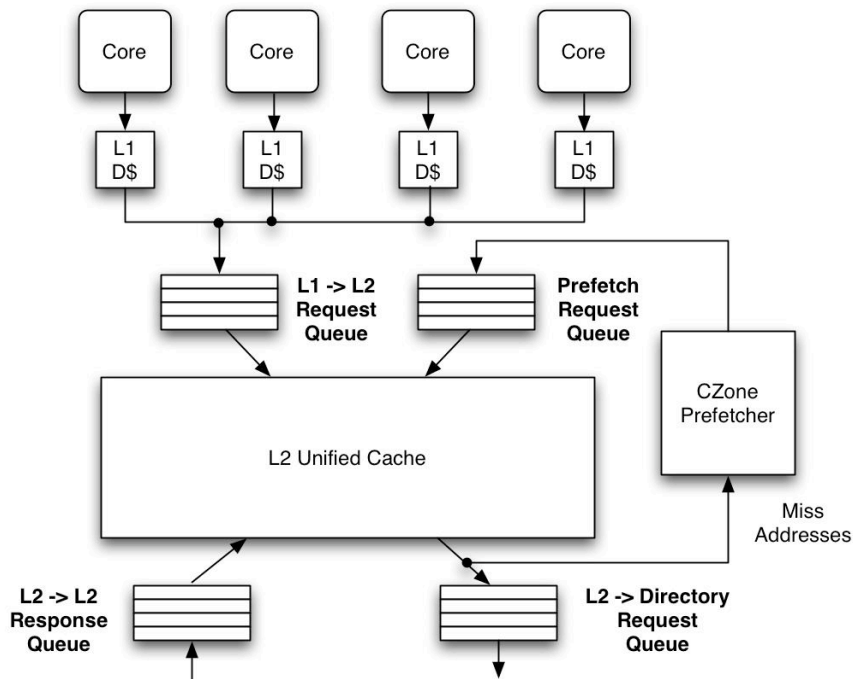 Core
Core
Core
Core
L1
D$
L1
D$
L1
D$
L1
D$
L1 -> L2
Request
Queue
Prefetch
Request
Queue
CZone
Prefetcher
L2 Unified Cache
Miss
Addresses
L2 -> L2
Response
Queue
L2 -> Directory
Request
Queue